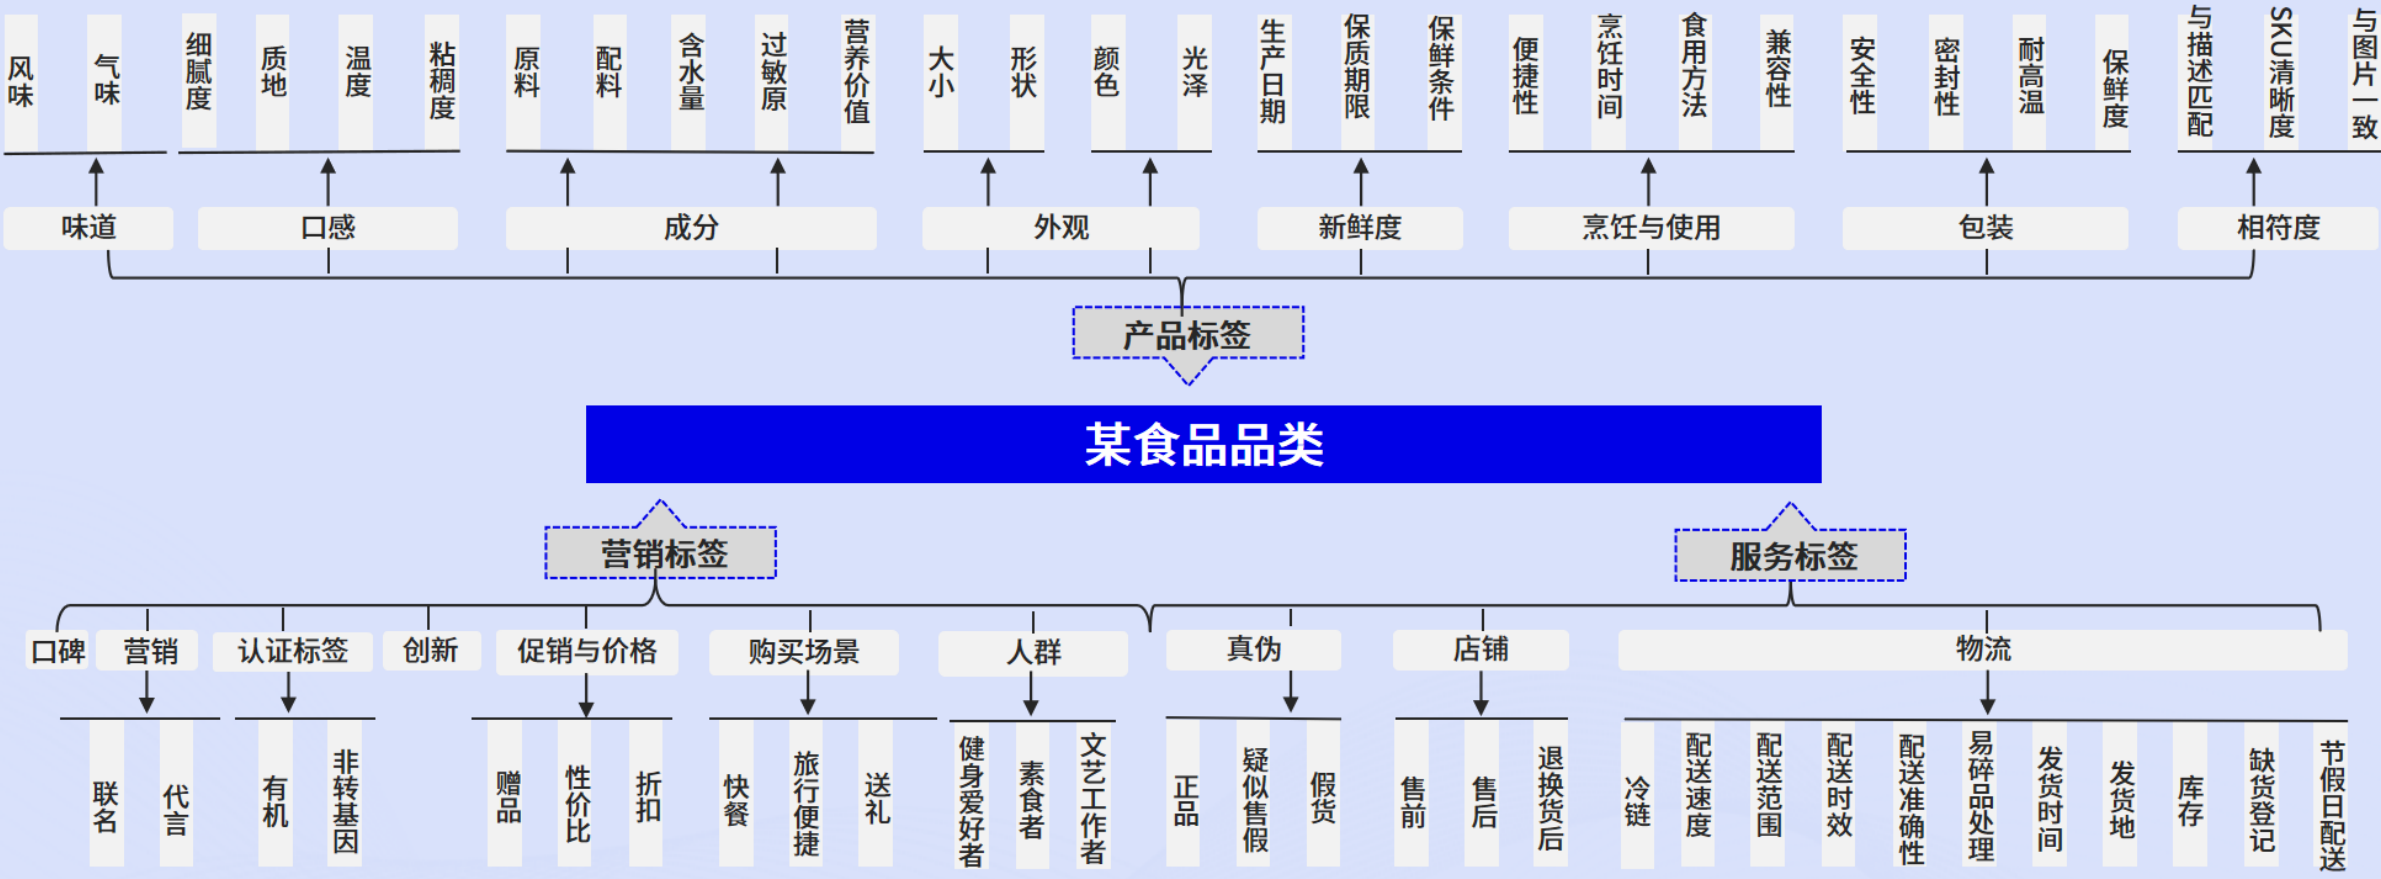 风味
气味
细腻度
质地
温度
粘稠度
原料
配料
含水量
过敏原
营养价值
大小
形状
颜色
光泽
生产日期
保质期限
保鲜条件
便捷性
烹饪时间
食用方法
兼容性
安全性
密封性
耐高温
保鲜度
与描述匹配
SKU清晰度
与图片一致
味道
口感
成分
外观
新鲜度
烹饪与使用
包装
相符度
产品标签
某食品品类
营销标签
服务标签
口碑
营销
认证标签
创新
促销与价格
购买场景
人群
真伪
店铺
物流
联名
代言
有机
非转基因
赠品
性价比
折扣
快餐
旅行便捷
送礼
健身爱好者
素食者
文艺工作者
正品
疑似售假
假货
售前
售后
退换货后
冷链
配送速度
配送范围
配送时效
配送准确性
易碎品处理
发货时间
发货地
库存
缺货登记
节假日配送